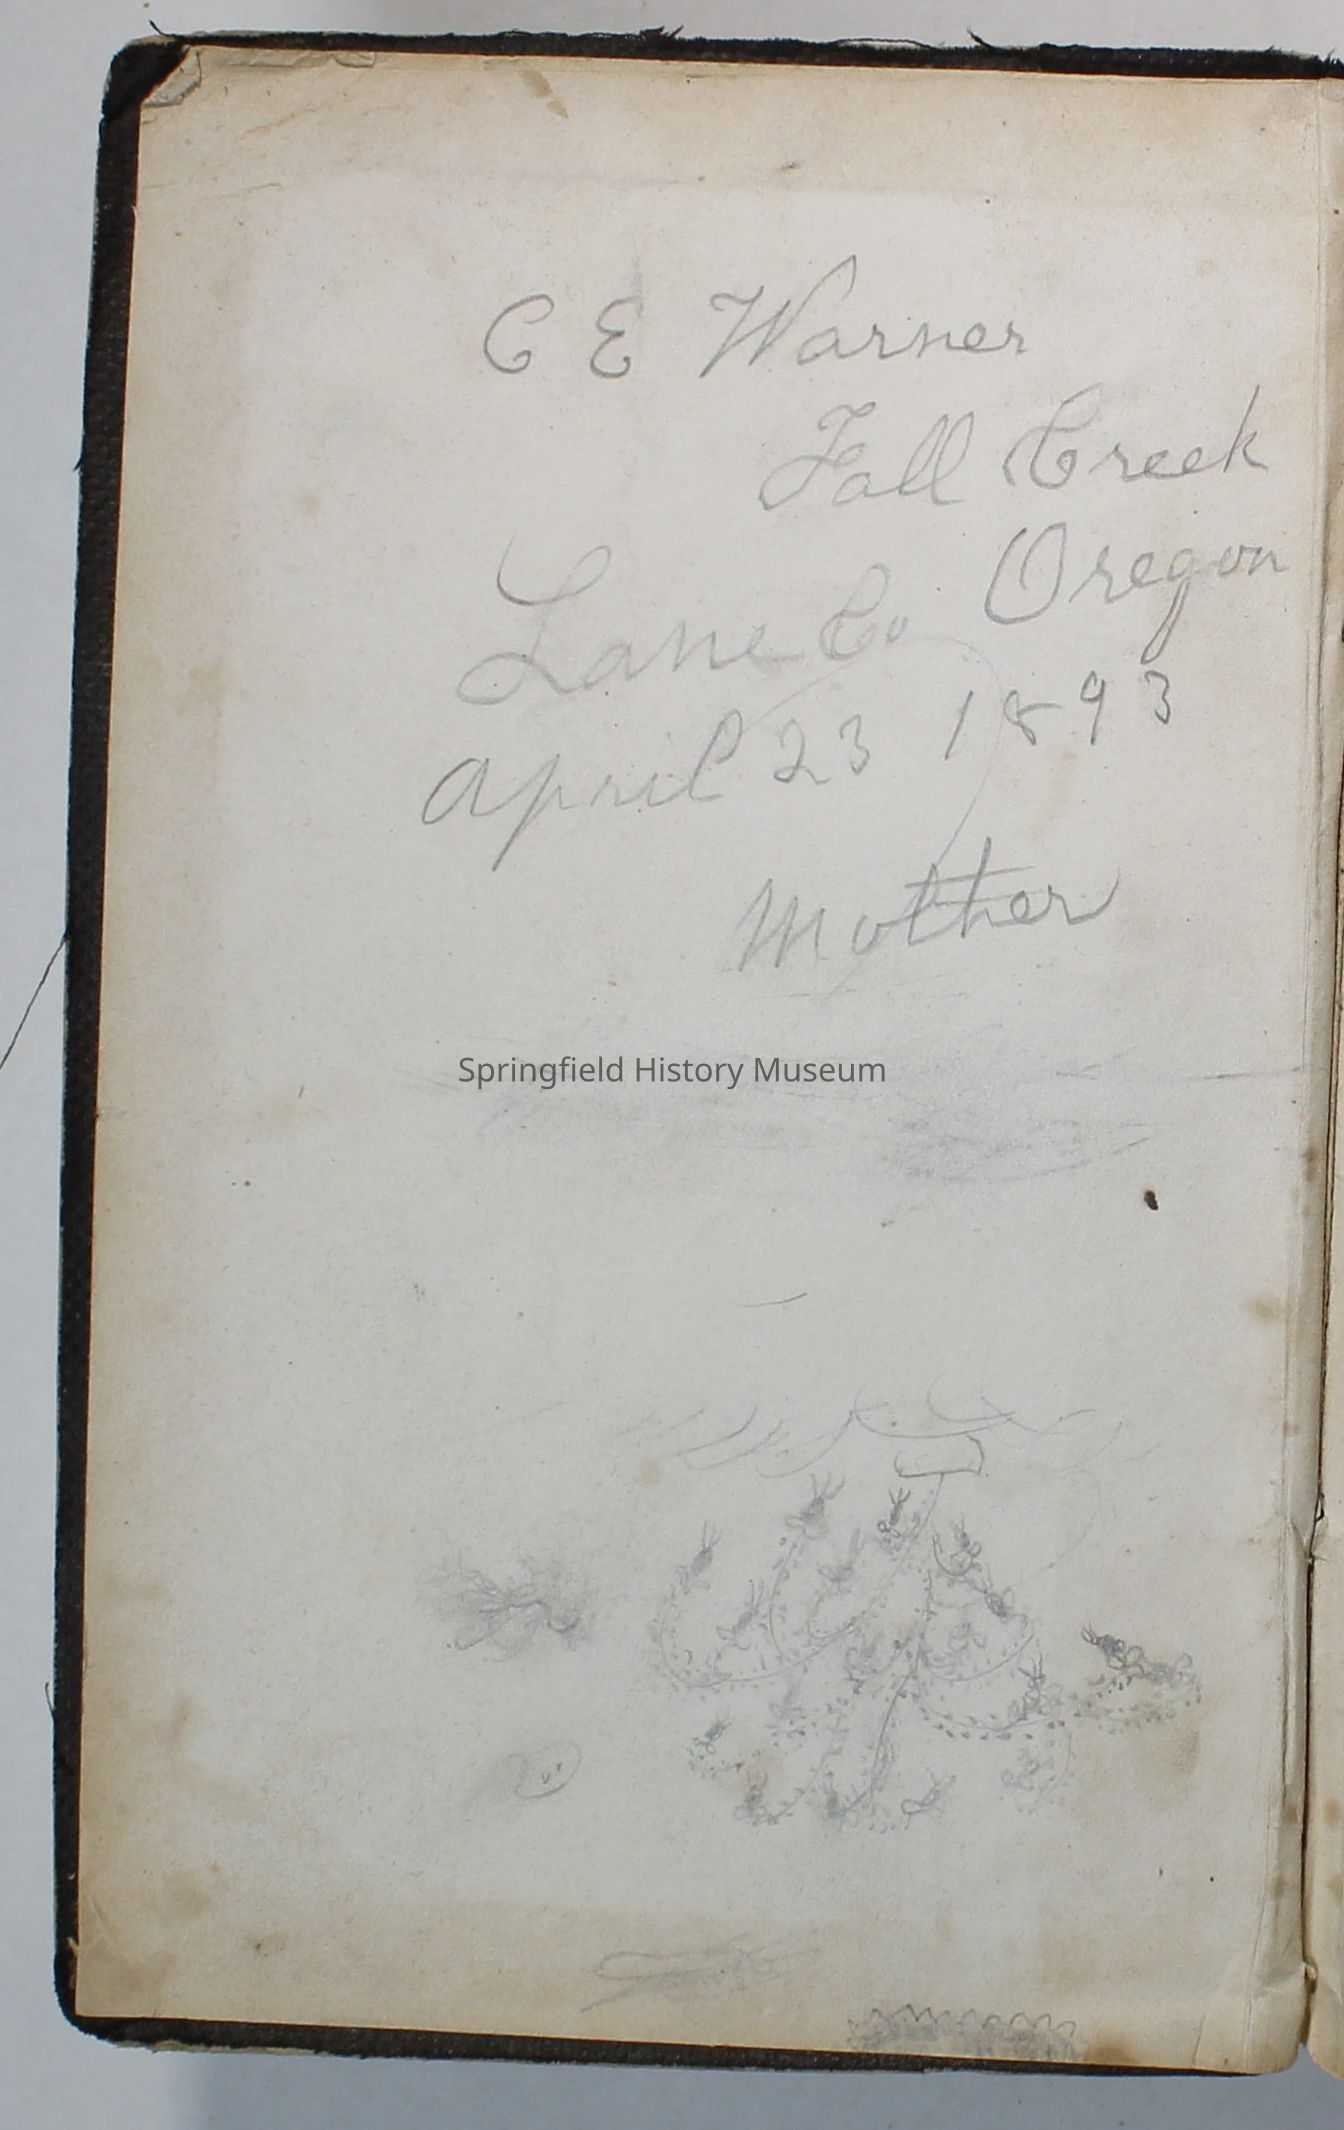 C E Warner
Fall Creek
Lane Co Oregon
April 23 1893
Mother
Springfield History Museum